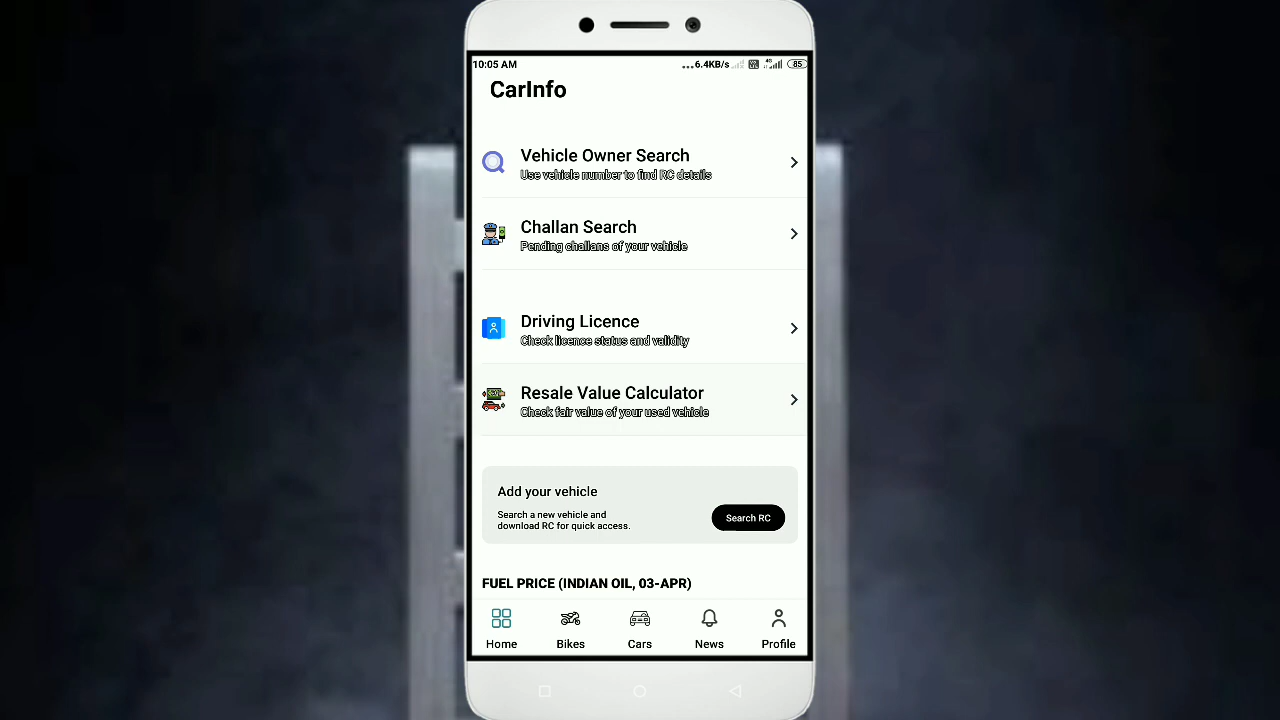 10:05 AM ...6.4KB/s 4G 85
CarInfo
Vehicle Owner Search
Use vehicle number to find RC details
Challan Search
Pending challans of your vehicle
Driving Licence
Check licence status and validity
Resale Value Calculator
Check fair value of your used vehicle
Add your vehicle
Search a new vehicle and
download RC for quick access.
Search RC
FUEL PRICE (INDIAN OIL, 03-APR)
Home Bikes Cars News Profile